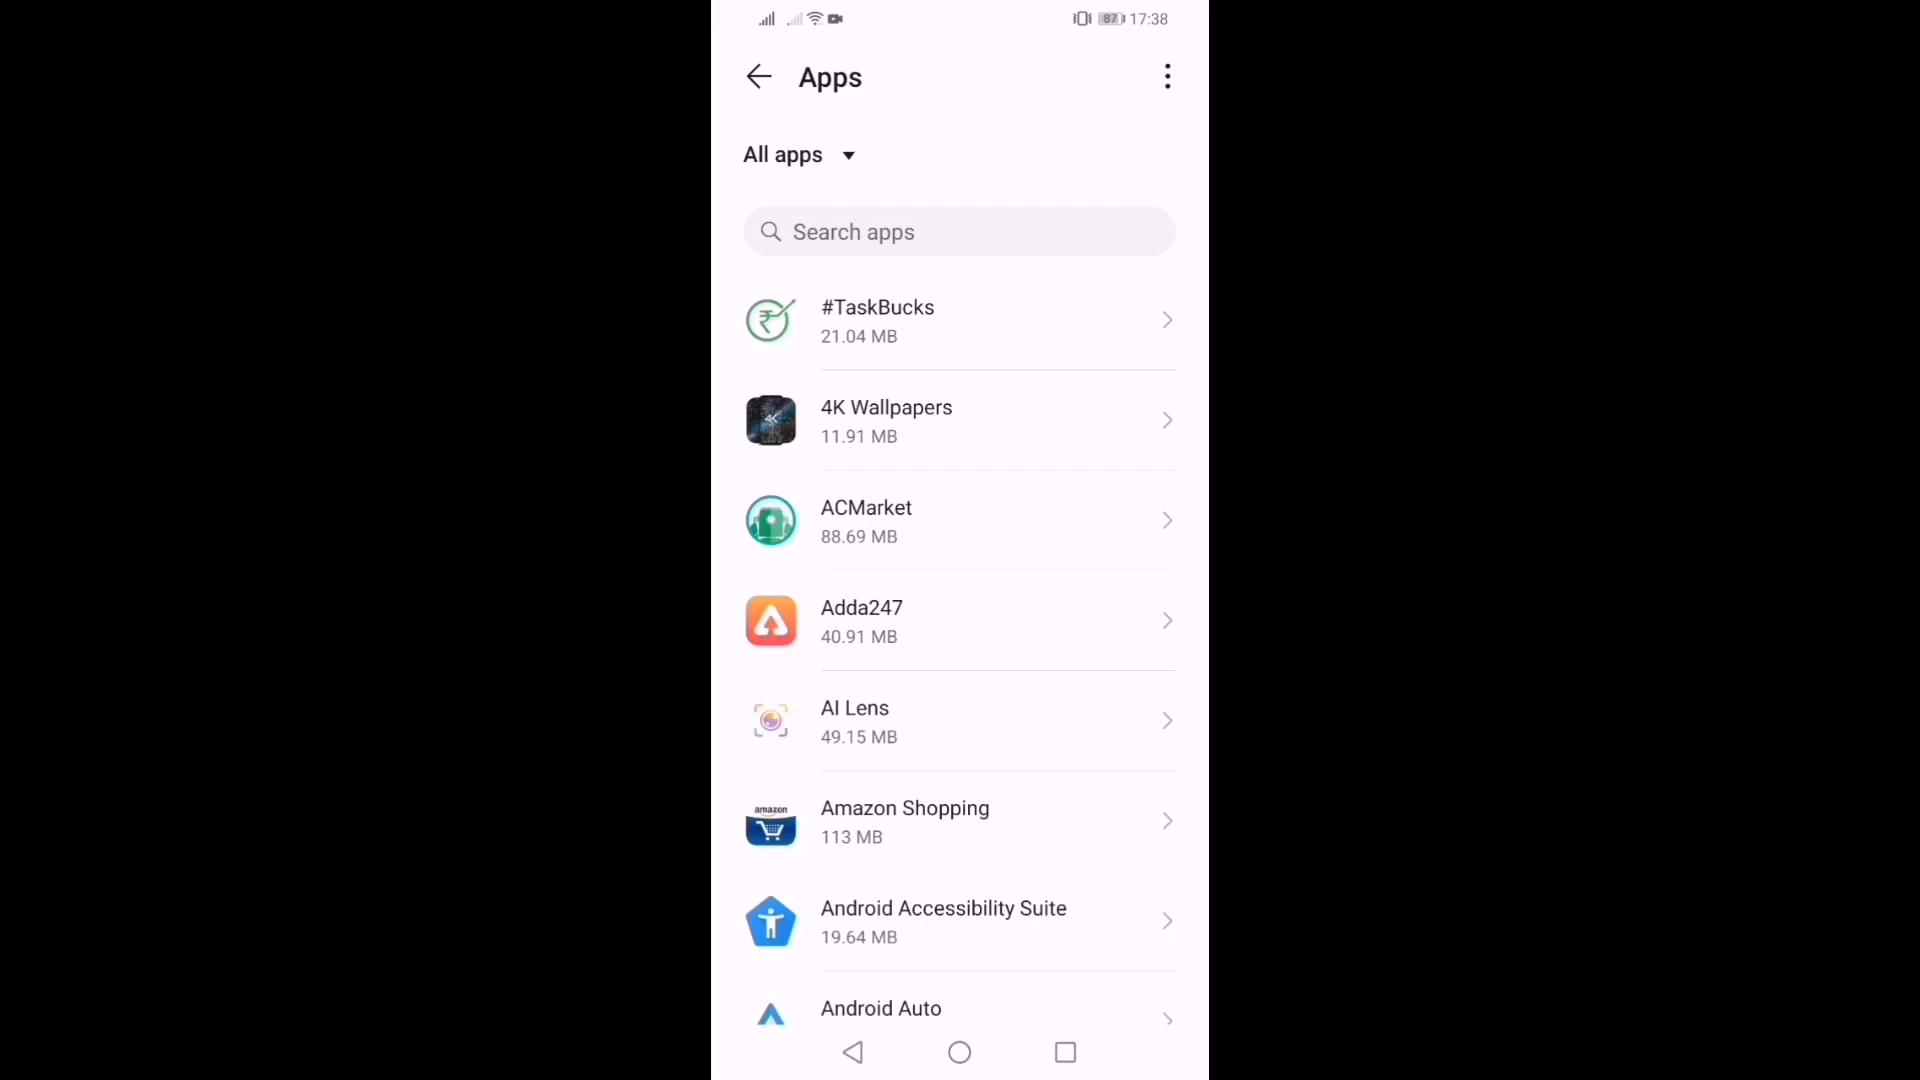 87 17:38
Apps
All apps
Search apps
#TaskBucks
21.04 MB
4K
4K Wallpapers
11.91 MB
ACMarket
88.69 MB
Adda247
40.91 MB
AI Lens
49.15 MB
amazon
Amazon Shopping
113 MB
Android Accessibility Suite
19.64 MB
Android Auto